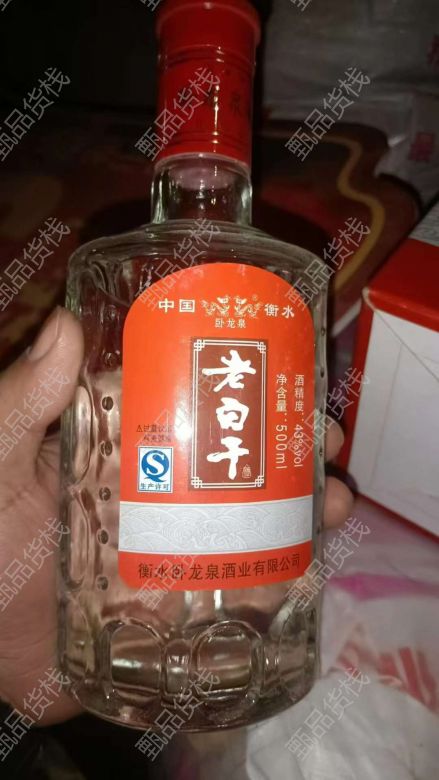 中国 衡水
卧龙泉
老白干
酒精度：43%vol
净含量：500ml
生产许可
衡水卧龙泉酒业有限公司
甄品货栈